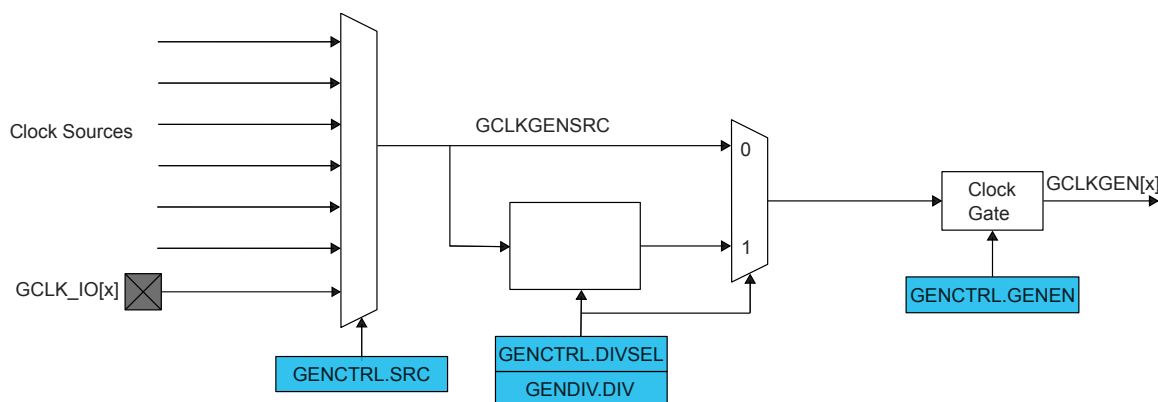 Clock Sources
GCLK_IO[x]
GENCTRL.SRC
GCLKGENSRC
0
1
GENCTRL.DIVSEL
GENDIV.DIV
Clock
Gate
GCLKGEN[x]
GENCTRL.GENEN